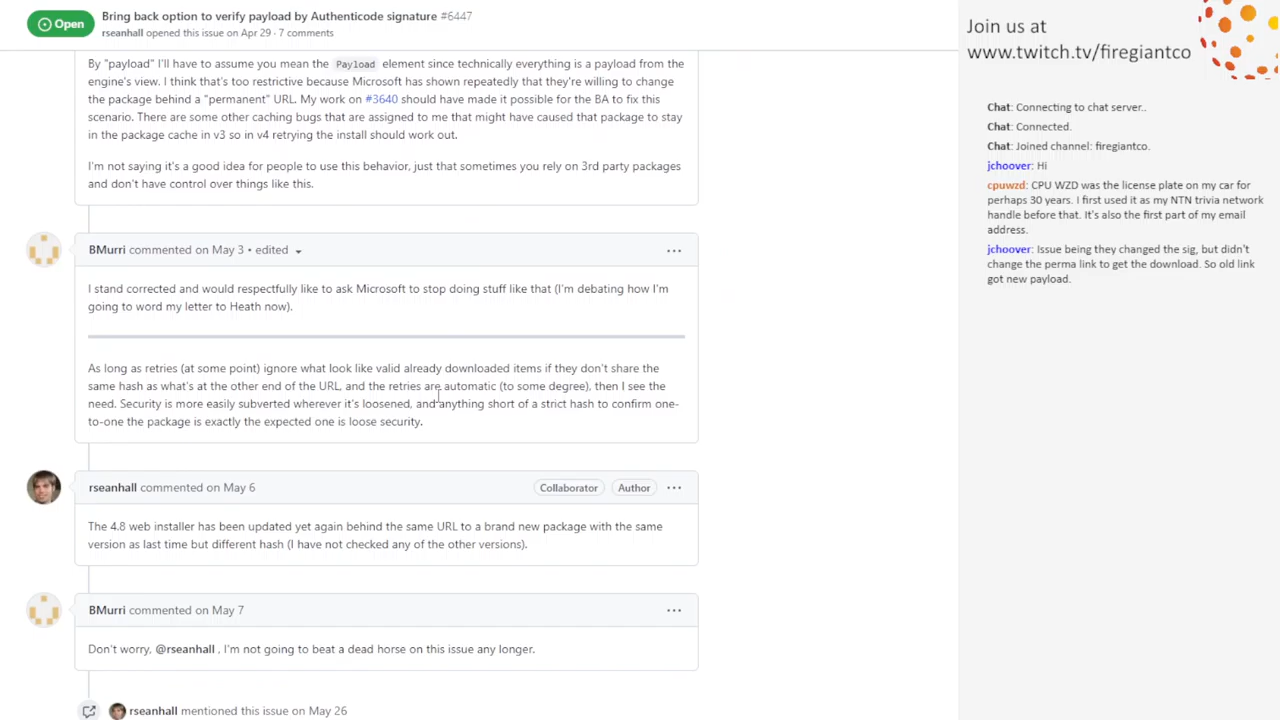 Open
Bring back option to verify payload by Authenticode signature #6447
rseanhall opened this issue on Apr 29 · 7 comments
By "payload" I'll have to assume you mean the Payload element since technically everything is a payload from the
engine's view. I think that's too restrictive because Microsoft has shown repeatedly that they're willing to change
the package behind a "permanent" URL. My work on #3640 should have made it possible for the BA to fix this
scenario. There are some other caching bugs that are assigned to me that might have caused that package to stay
in the package cache in v3 so in v4 retrying the install should work out.
I'm not saying it's a good idea for people to use this behavior, just that sometimes you rely on 3rd party packages
and don't have control over things like this.
BMurri commented on May 3 • edited
I stand corrected and would respectfully like to ask Microsoft to stop doing stuff like that (I'm debating how I'm
going to word my letter to Heath now).
As long as retries (at some point) ignore what look like valid already downloaded items if they don't share the
same hash as what's at the other end of the URL, and the retries are automatic (to some degree), then I see the
need. Security is more easily subverted wherever it's loosened, and anything short of a strict hash to confirm one-
to-one the package is exactly the expected one is loose security.
rseanhall commented on May 6
Collaborator
Author
The 4.8 web installer has been updated yet again behind the same URL to a brand new package with the same
version as last time but different hash (I have not checked any of the other versions).
BMurri commented on May 7
Don't worry, @rseanhall , I'm not going to beat a dead horse on this issue any longer.
rseanhall mentioned this issue on May 26
Join us at
www.twitch.tv/firegiantco
Chat: Connecting to chat server..
Chat: Connected.
Chat: Joined channel: firegiantco.
jchoover: Hi
cpuwzd: CPU WZD was the license plate on my car for
perhaps 30 years. I first used it as my NTN trivia network
handle before that. It's also the first part of my email
address.
jchoover: Issue being they changed the sig, but didn't
change the perma link to get the download. So old link
got new payload.